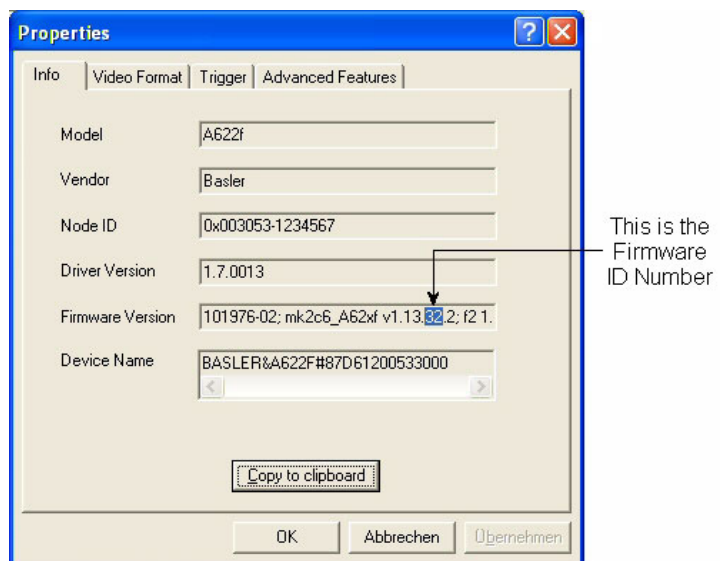 Properties
Info Video Format Trigger Advanced Features
Model A622f
Vendor Basler
Node ID 0x003053-1234567
Driver Version 1.7.0013
Firmware Version 101976-02; mk2c6_A62xf v1.13.32.2; f2 1.
Device Name BASLER&A622F#87D61200533000
Copy to clipboard
OK Abbrechen Übernehmen
This is the
Firmware
ID Number